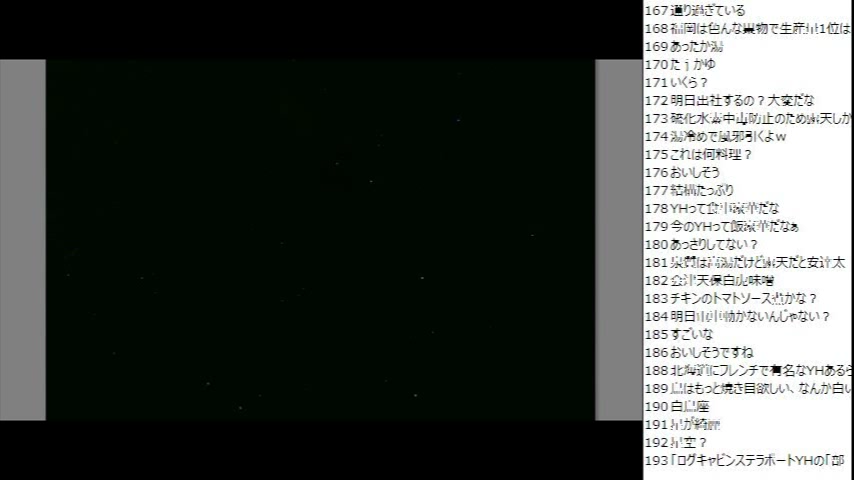 167 通り過ぎている
168 福岡は色んな果物で生産量1位は
169 あったか湯
170 たjかゆ
171 いくら？
172 明日出社するの？大変だな
173 硫化水素中毒防止のため露天しか
174 湯冷めで風邪引くよｗ
175 これは何料理？
176 おいしそう
177 結構たっぷり
178 YHって食事豪華だな
179 今のYHって飯豪華だなぁ
180 あっさりしてない？
181 泉質は高湯だけど露天だと安達太
182 会津天保白虎味噌
183 チキンのトマトソース煮かな？
184 明日車動かないんじゃない？
185 すごいな
186 おいしそうですね
188 北海道にフレンチで有名なYHあるら
189 はもっと焼き目欲しい、なんか白い
190 白鳥座
191 星が綺麗
192 星空？
193 「ログキャビンステラポートYHの「部